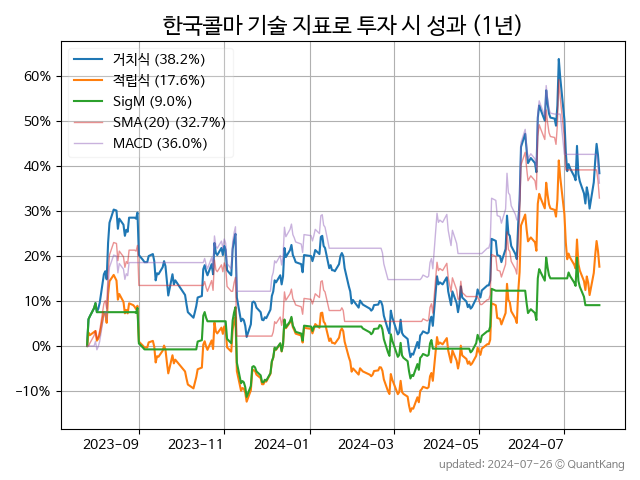 한국콜마 기술 지표로 투자 시 성과 (1년)
거치식 (38.2%)
적립식 (17.6%)
SigM (9.0%)
SMA(20) (32.7%)
MACD (36.0%)
60%
50%
40%
30%
20%
10%
0%
−10%
2023−09
2023−11
2024−01
2024−03
2024−05
2024−07
updated: 2024-07-26 © QuantKang